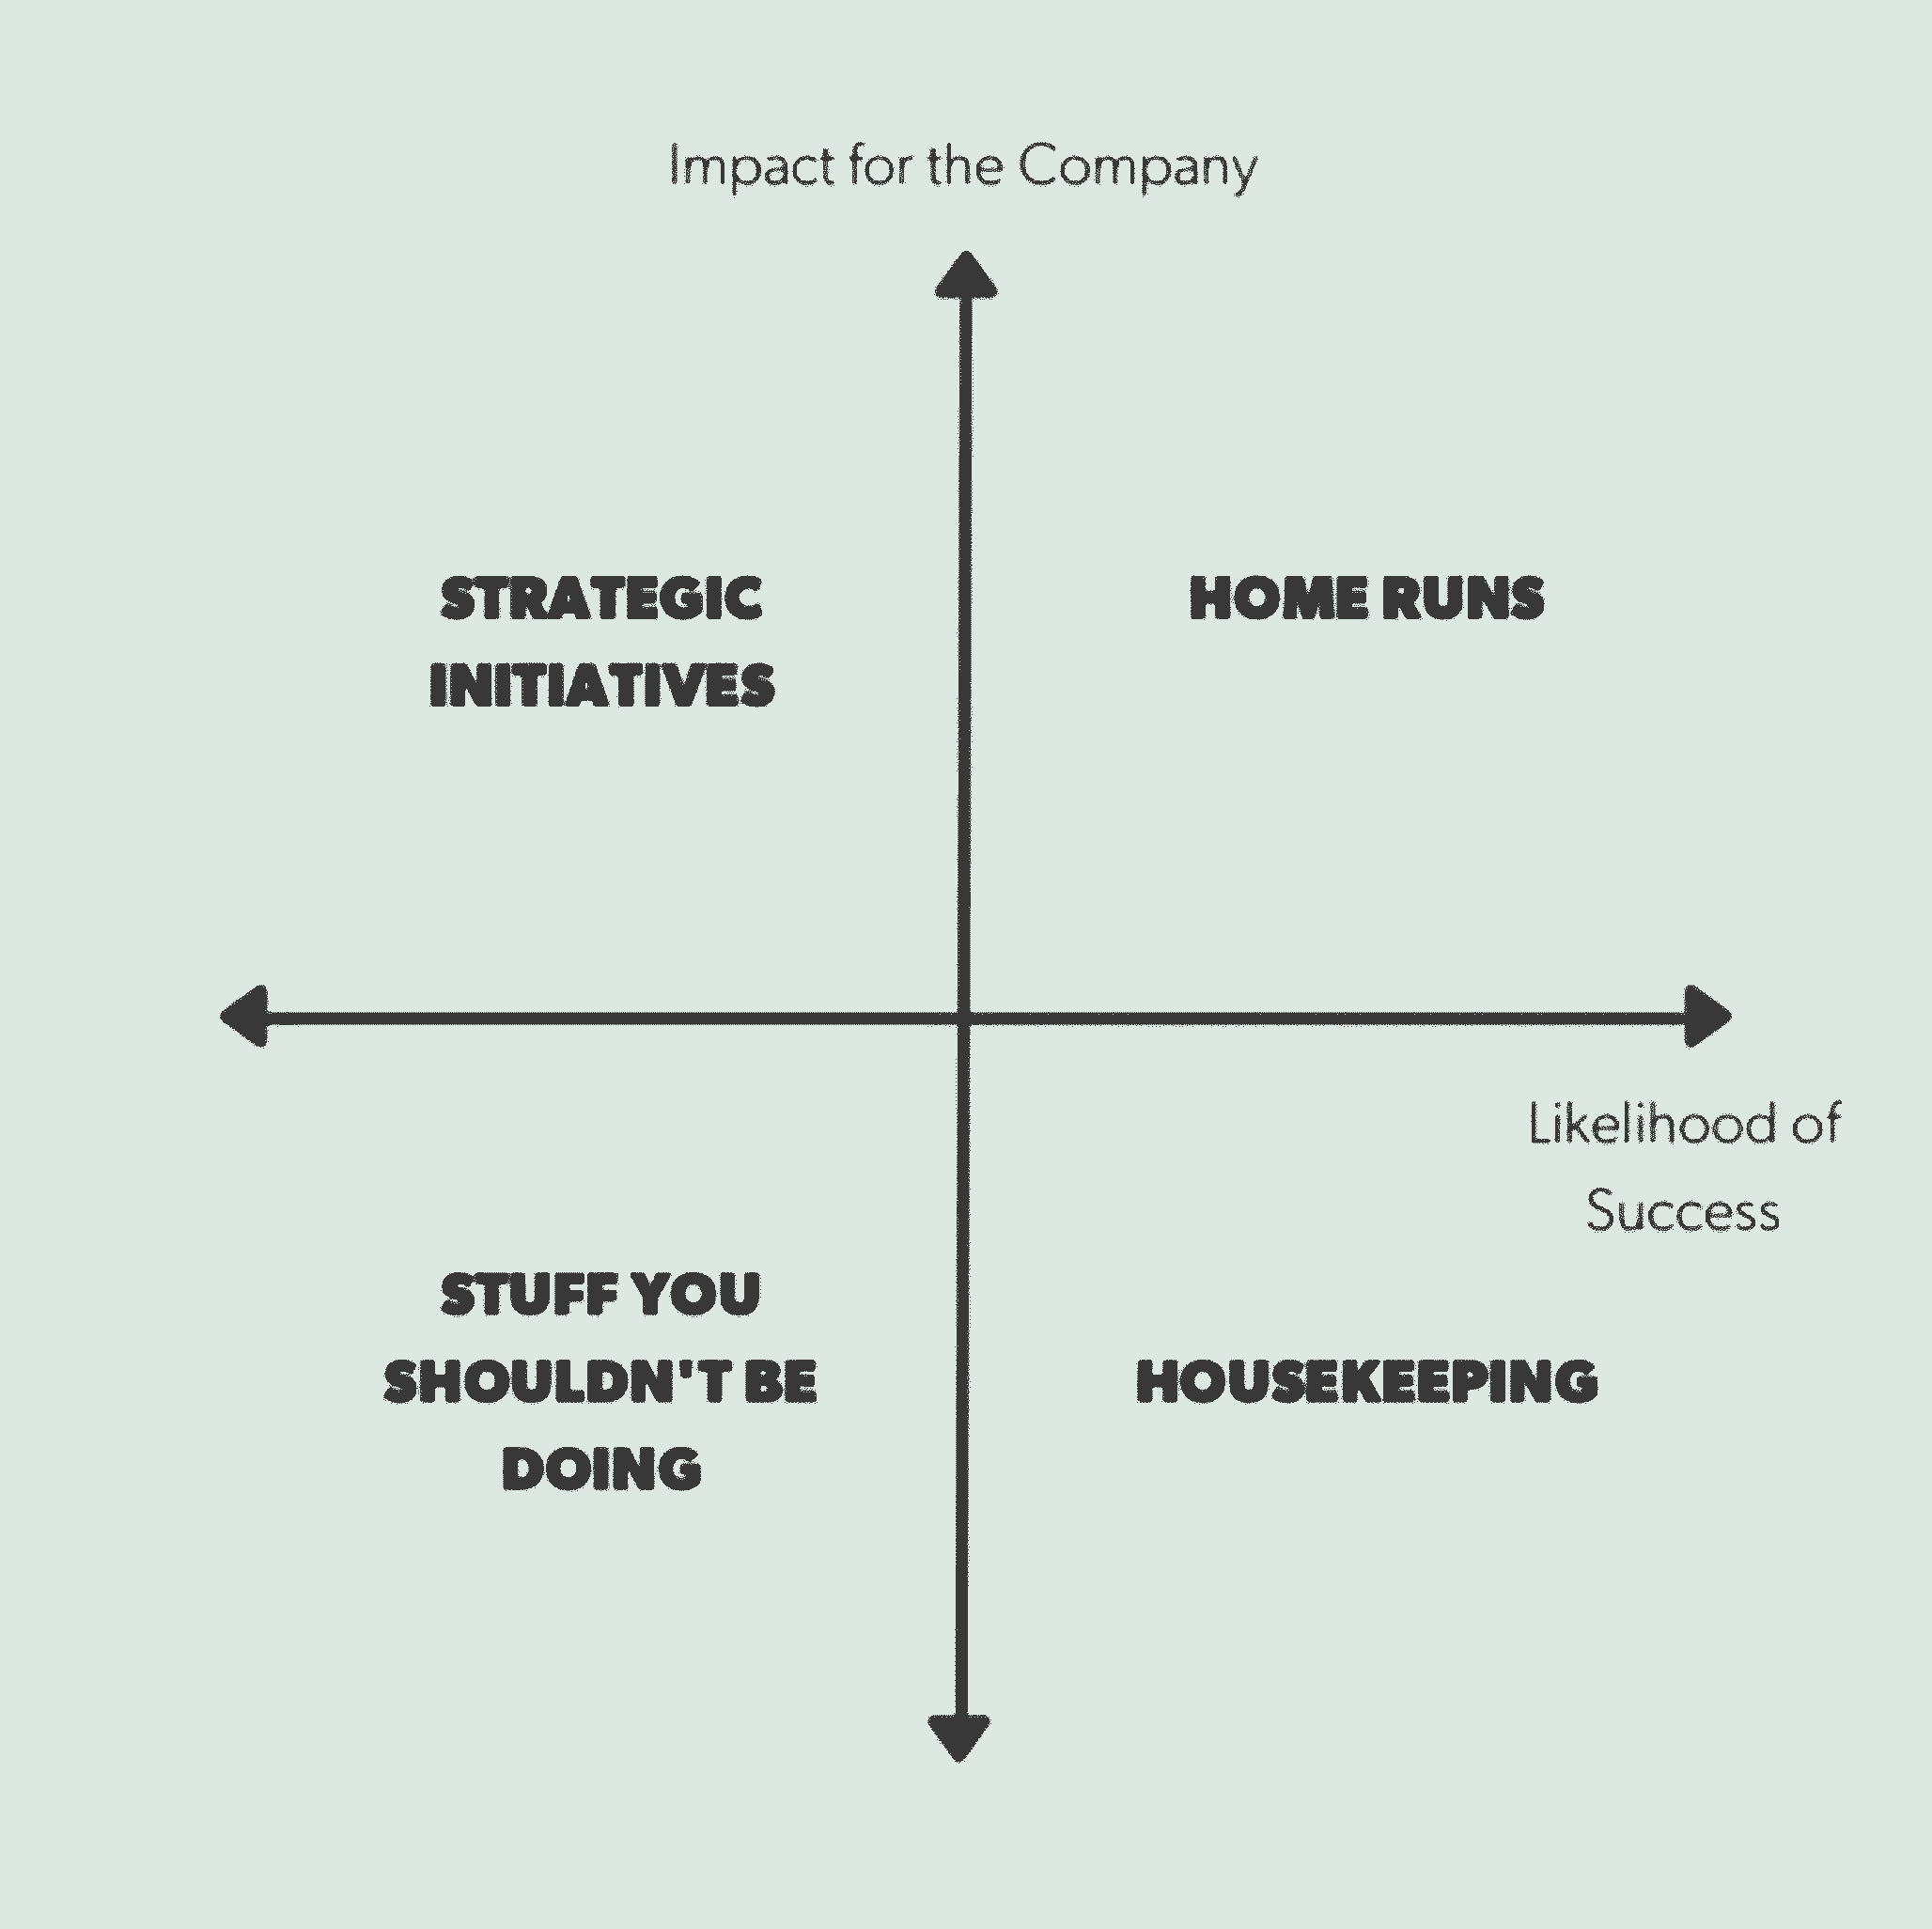 Impact for the Company
STRATEGIC
INITIATIVES
HOME RUNS
Likelihood of
Success
STUFF YOU
SHOULDN'T BE
DOING
HOUSEKEEPING